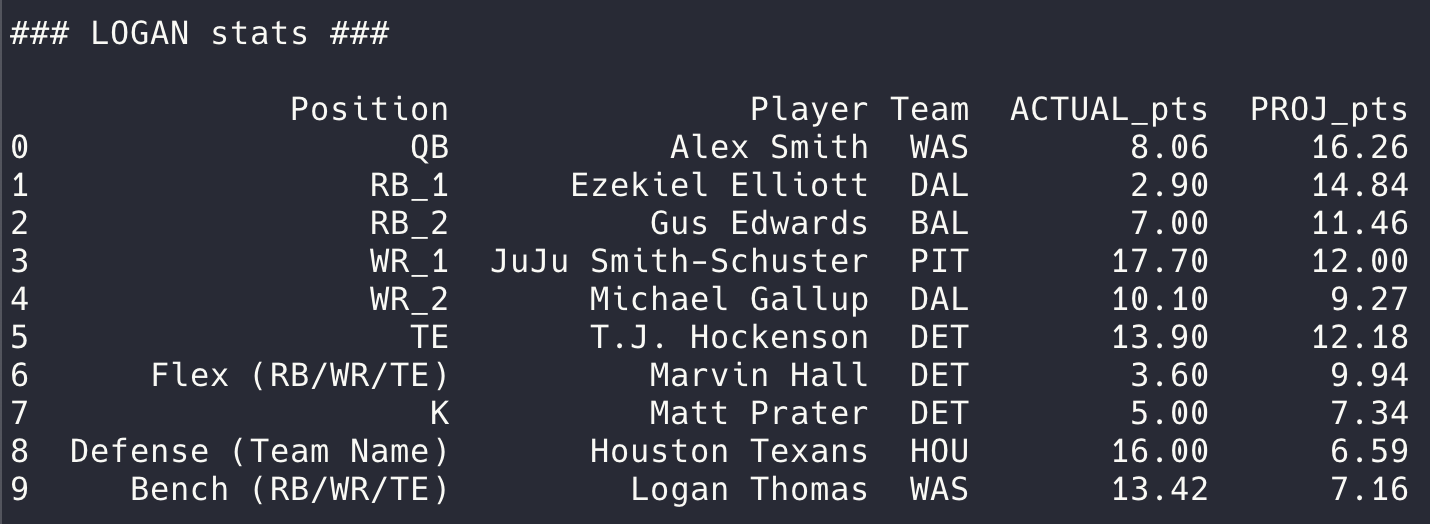 ### LOGAN stats ###
Position Player Team ACTUAL_pts PROJ_pts
0 QB Alex Smith WAS 8.06 16.26
1 RB_1 Ezekiel Elliott DAL 2.90 14.84
2 RB_2 Gus Edwards BAL 7.00 11.46
3 WR_1 JuJu Smith-Schuster PIT 17.70 12.00
4 WR_2 Michael Gallup DAL 10.10 9.27
5 TE T.J. Hockenson DET 13.90 12.18
6 Flex (RB/WR/TE) Marvin Hall DET 3.60 9.94
7 K Matt Prater DET 5.00 7.34
8 Defense (Team Name) Houston Texans HOU 16.00 6.59
9 Bench (RB/WR/TE) Logan Thomas WAS 13.42 7.16